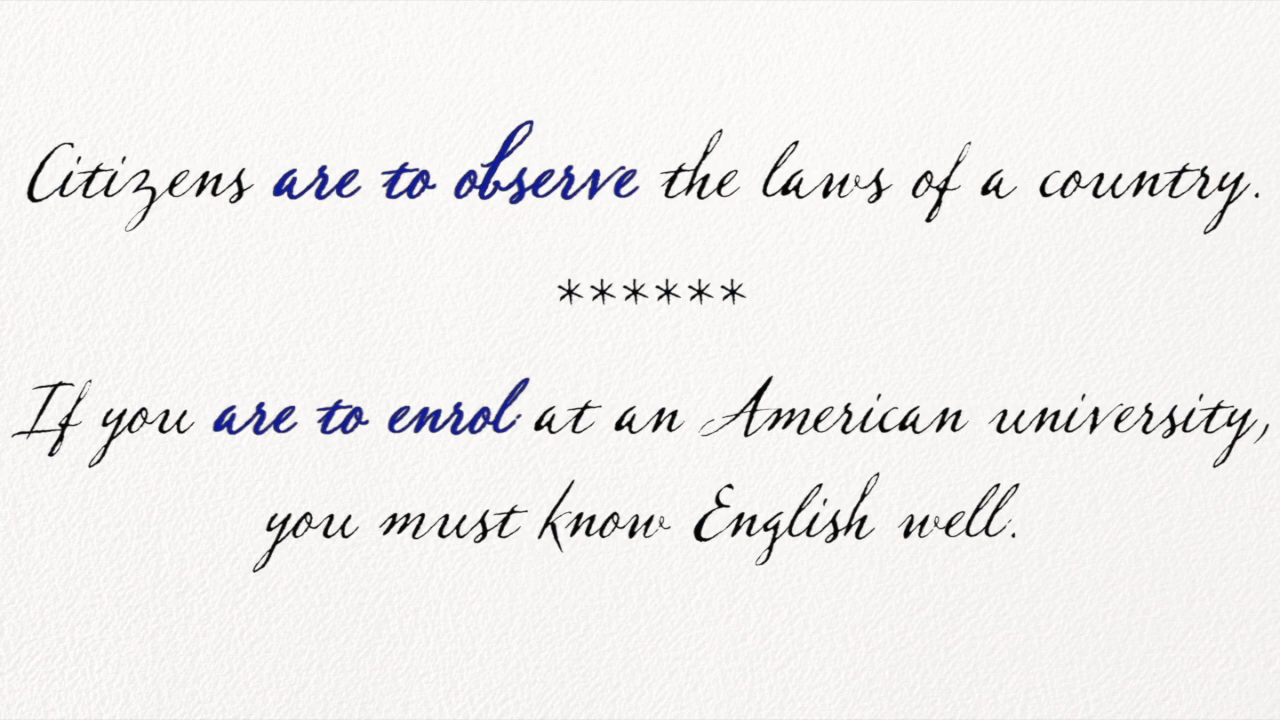 Citizens are to observe the laws of a country.
******
If you are to enrol at an American university,
you must know English well.